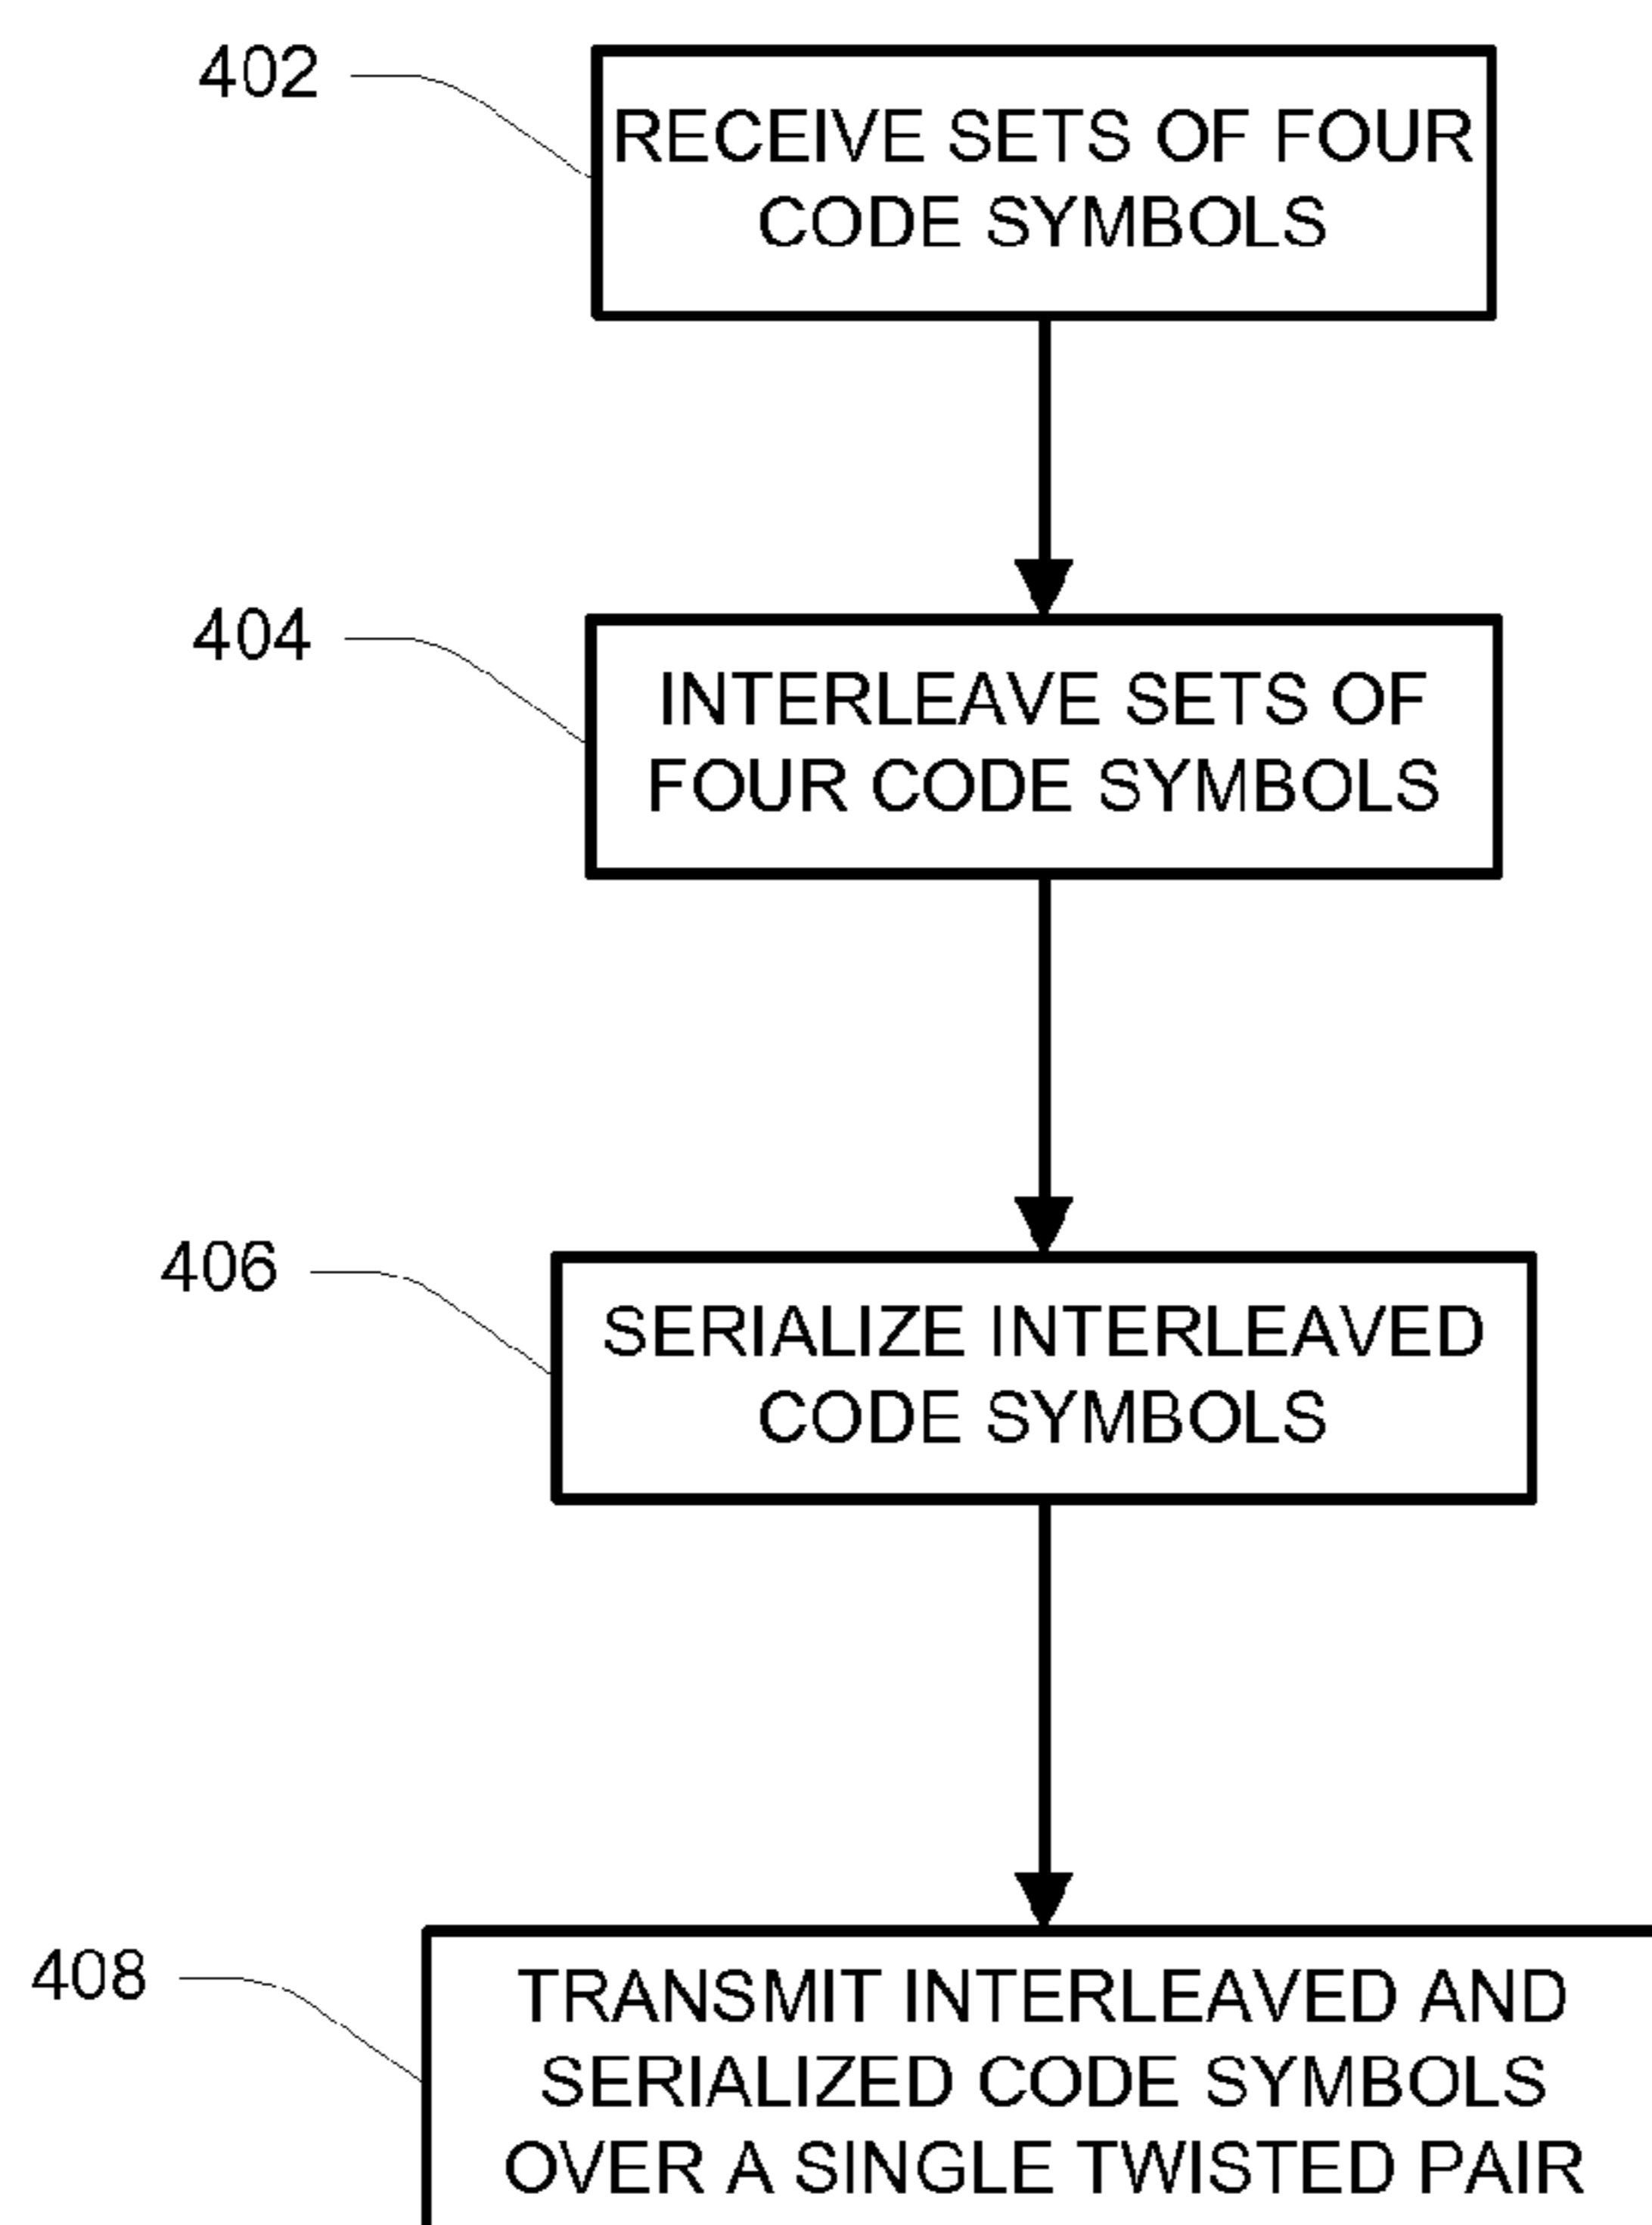 402
RECEIVE SETS OF FOUR
CODE SYMBOLS
404
INTERLEAVE SETS OF
FOUR CODE SYMBOLS
406
SERIALIZE INTERLEAVED
CODE SYMBOLS
408
TRANSMIT INTERLEAVED AND
SERIALIZED CODE SYMBOLS
OVER A SINGLE TWISTED PAIR